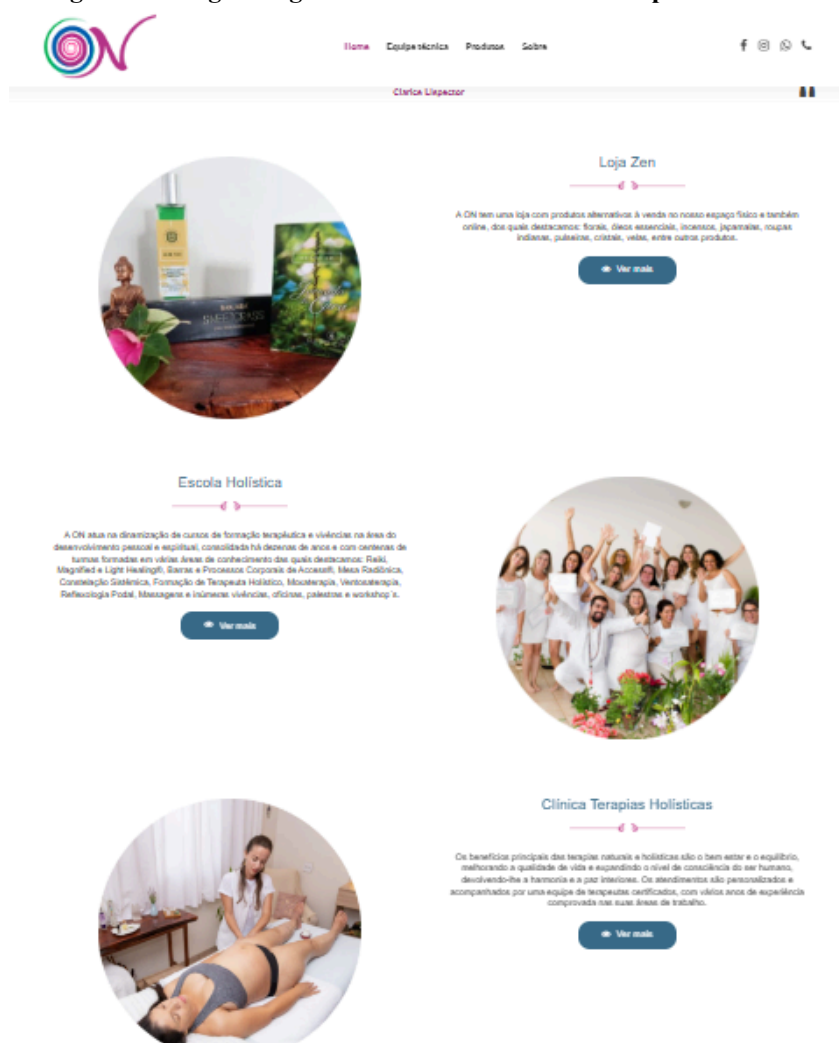 ON
Home Equipe técnica Produtos Sobre
Clarice Lispector
Loja Zen
A ON tem uma loja com produtos alternativos à venda no nosso espaço físico e também
online, dos quais destacamos: florais, óleos essenciais, incensos, japamalas, roupas
indianas, pulseiras, cristais, velas, entre outros produtos.
Ver mais
Escola Holística
A ON atua na dinamização de cursos de formação terapêutica e vivências na área do
desenvolvimento pessoal e espiritual, consolidada há dezenas de anos e com centenas de
turmas formadas em várias áreas de conhecimento das quais destacamos: Reiki,
Magnified e Light Healing®, Barras e Processos Corporais de Access®, Mesa Radiônica,
Constelação Sistêmica, Formação de Terapeuta Holístico, Moxaterapia, Ventosaterapia,
Reflexologia Podal, Massagens e inúmeras vivências, oficinas, palestras e workshop´s.
Ver mais
Clínica Terapias Holísticas
Os benefícios principais das terapias naturais e holísticas são o bem estar e o equilíbrio,
melhorando a qualidade de vida e expandindo o nível de consciência do ser humano,
devolvendo-lhe a harmonia e a paz interiores. Os atendimentos são personalizados e
acompanhados por uma equipe de terapeutas certificados, com vários anos de experiência
comprovada nas suas áreas de trabalho.
Ver mais